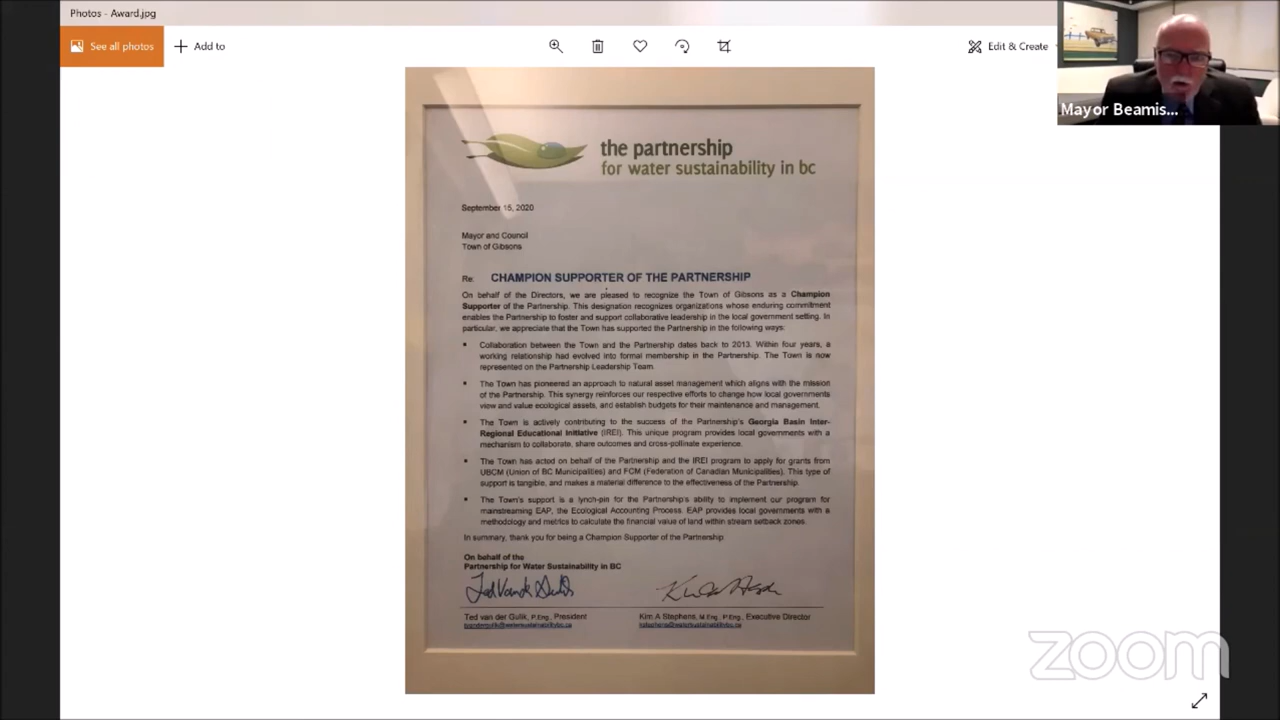 Photos - Award.jpg
See all photos
Add to
Edit & Create
Mayor Beamis...
the partnership
for water sustainability in bc
September 15, 2020
Mayor and Council
Town of Gibsons
Re: CHAMPION SUPPORTER OF THE PARTNERSHIP
On behalf of the Directors, we are pleased to recognize the Town of Gibsons as a Champion
Supporter of the Partnership. This designation recognizes organizations whose enduring commitment
enables the Partnership to foster and support collaborative leadership in the local government setting. In
particular, we appreciate that the Town has supported the Partnership in the following ways:
▪ Collaboration between the Town and the Partnership dates back to 2013. Within four years, a
working relationship had evolved into formal membership in the Partnership. The Town is now
represented on the Partnership Leadership Team.
▪ The Town has pioneered an approach to natural asset management which aligns with the mission
of the Partnership. This synergy reinforces our respective efforts to change how local governments
view and value ecological assets, and establish budgets for their maintenance and management.
▪ The Town is actively contributing to the success of the Partnership's Georgia Basin Inter-
Regional Educational Initiative (IREI). This unique program provides local governments with a
mechanism to collaborate, share outcomes and cross-pollinate experience.
▪ The Town has acted on behalf of the Partnership and the IREI program to apply for grants from
UBCM (Union of BC Municipalities) and FCM (Federation of Canadian Municipalities). This type of
support is tangible, and makes a material difference to the effectiveness of the Partnership.
▪ The Town's support is a lynch-pin for the Partnership's ability to implement our program for
mainstreaming EAP, the Ecological Accounting Process. EAP provides local governments with a
methodology and metrics to calculate the financial value of land within stream setback zones.
In summary, thank you for being a Champion Supporter of the Partnership.
On behalf of the
Partnership for Water Sustainability in BC
Ted van der Gulik, P.Eng., President
Kim A Stephens, M.Eng., P.Eng., Executive Director
tvandergulik@watersustainabilitybc.ca
kstephens@watersustainabilitybc.ca
zoom